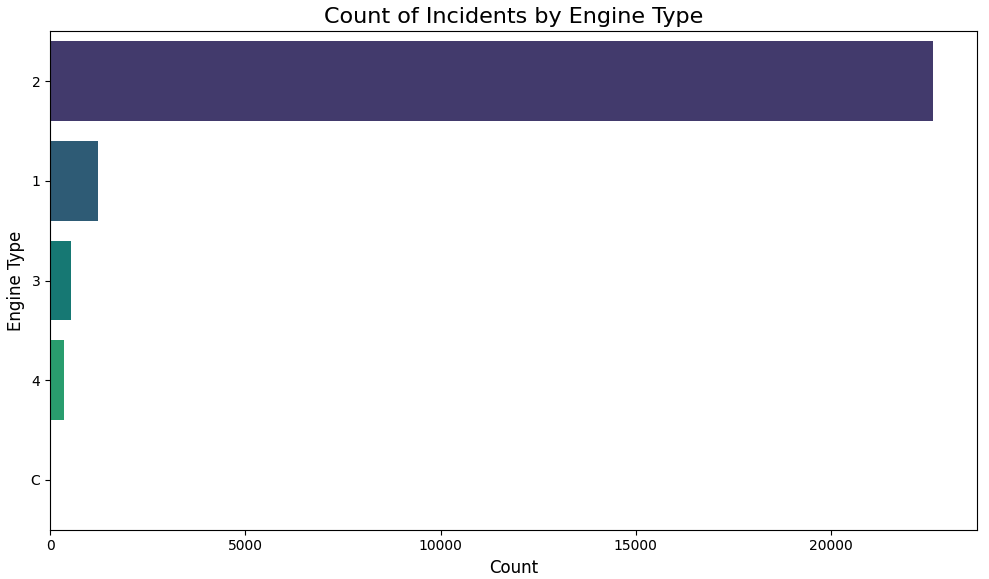 Count of Incidents by Engine Type
Engine Type
2
1
3
4
C
0 5000 10000 15000 20000
Count